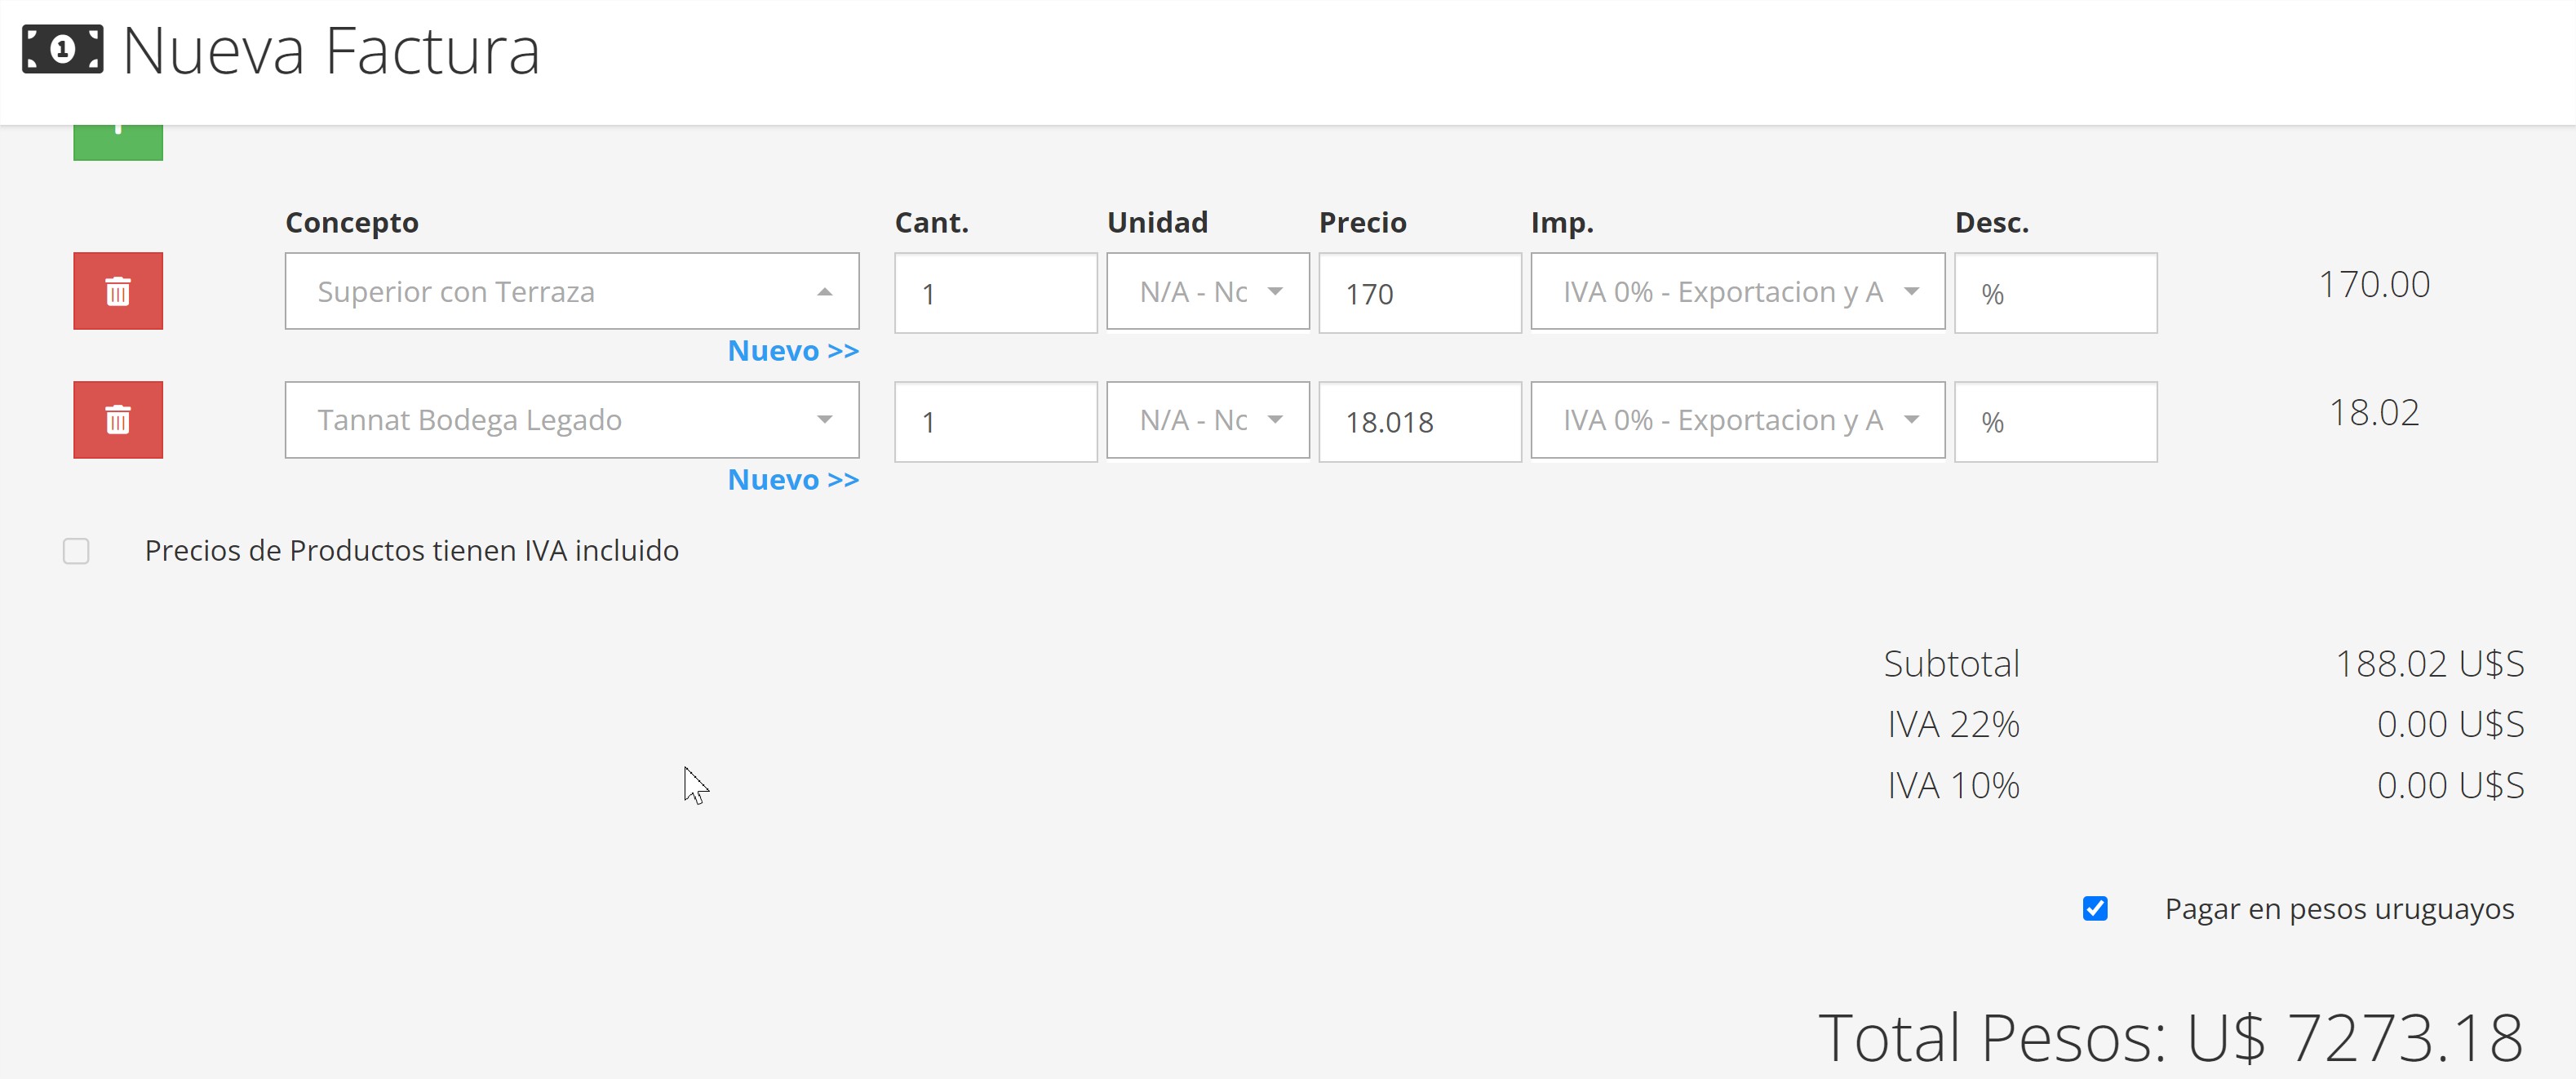 Nueva Factura
Concepto Cant. Unidad Precio Imp. Desc.
Superior con Terraza 1 N/A - Nc 170 IVA 0% - Exportacion y A % 170.00
Nuevo >>
Tannat Bodega Legado 1 N/A - Nc 18.018 IVA 0% - Exportacion y A % 18.02
Nuevo >>
Precios de Productos tienen IVA incluido
Subtotal 188.02 U$S
IVA 22% 0.00 U$S
IVA 10% 0.00 U$S
Pagar en pesos uruguayos
Total Pesos: U$ 7273.18